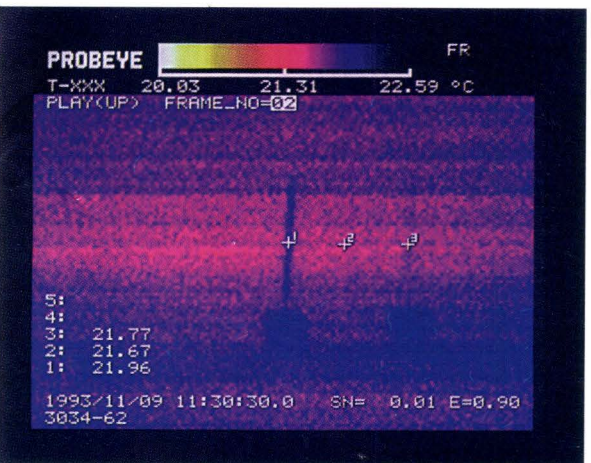 PROBEYE FR
T-XXX 20.03 21.31 22.59 °C
PLAY(UP) FRAME_NO=02
1 2 3
5:
4:
3: 21.77
2: 21.67
1: 21.96
1993/11/09 11:30:30.0 SN= 0.01 E=0.90
3034-62